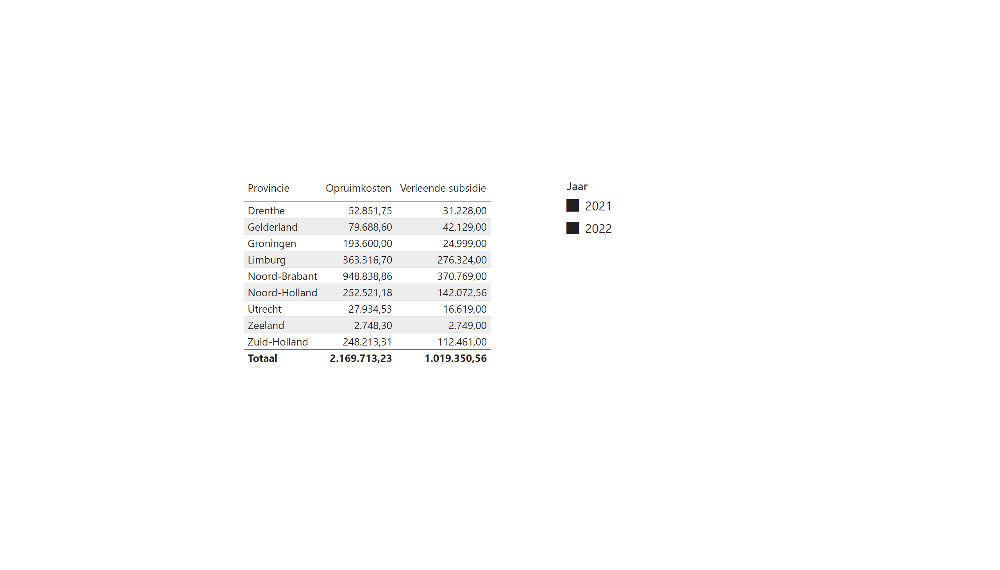 Provincie Opruimkosten Verleende subsidie
Drenthe 52.851,75 31.228,00
Gelderland 79.688,60 42.129,00
Groningen 193.600,00 24.999,00
Limburg 363.316,70 276.324,00
Noord-Brabant 948.838,86 370.769,00
Noord-Holland 252.521,18 142.072,56
Utrecht 27.934,53 16.619,00
Zeeland 2.748,30 2.749,00
Zuid-Holland 248.213,31 112.461,00
Totaal 2.169.713,23 1.019.350,56
Jaar
2021
2022